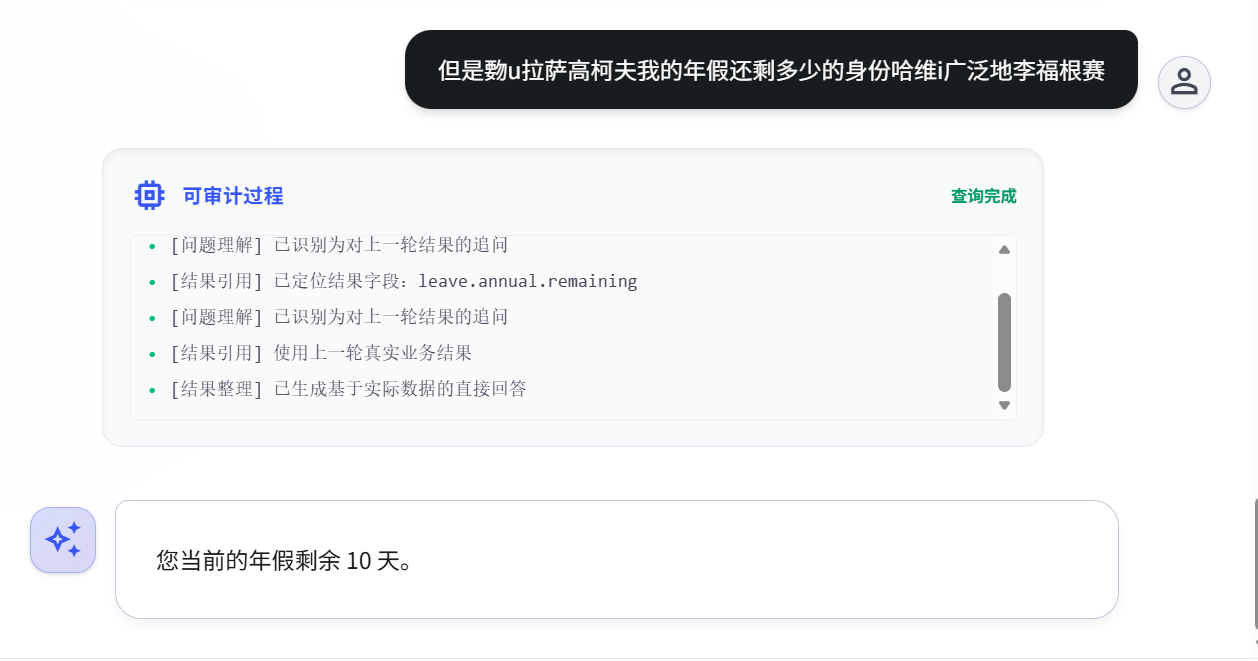 但是覅u拉萨高柯夫我的年假还剩多少的身份哈维i广泛地李福根赛
可审计过程
查询完成
• [问题理解] 已识别为对上一轮结果的追问
• [结果引用] 已定位结果字段：leave.annual.remaining
• [问题理解] 已识别为对上一轮结果的追问
• [结果引用] 使用上一轮真实业务结果
• [结果整理] 已生成基于实际数据的直接回答
您当前的年假剩余 10 天。